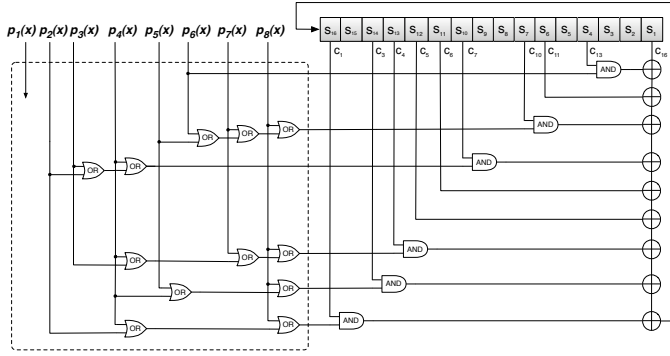 p1(x) p2(x) p3(x) p4(x) p5(x) p6(x) p7(x) p8(x)
S16 S15 S14 S13 S12 S11 S10 S9 S8 S7 S6 S5 S4 S3 S2 S1
C1 C3 C4 C5 C6 C7 C10 C11 C13 C16
AND
OR OR OR AND
OR OR AND
OR OR OR AND
OR OR AND
OR OR AND